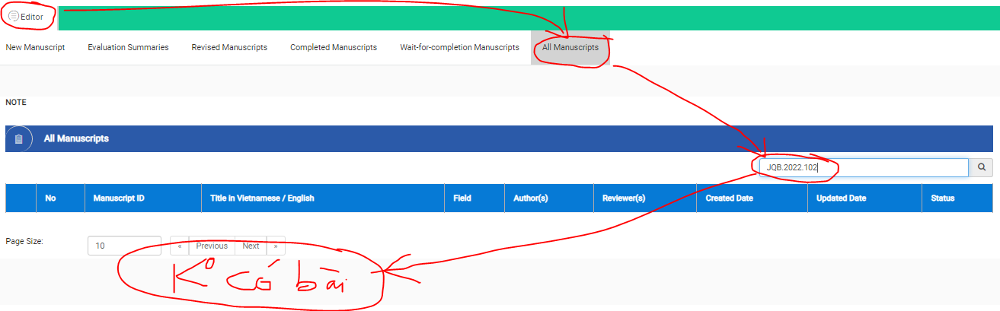 Editor
New Manuscript Evaluation Summaries Revised Manuscripts Completed Manuscripts Wait-for-completion Manuscripts All Manuscripts
NOTE
All Manuscripts
JQB.2022.102
No Manuscript ID Title in Vietnamese / English Field Author(s) Reviewer(s) Created Date Updated Date Status
Page Size: 10 « Previous Next »
K° có bài